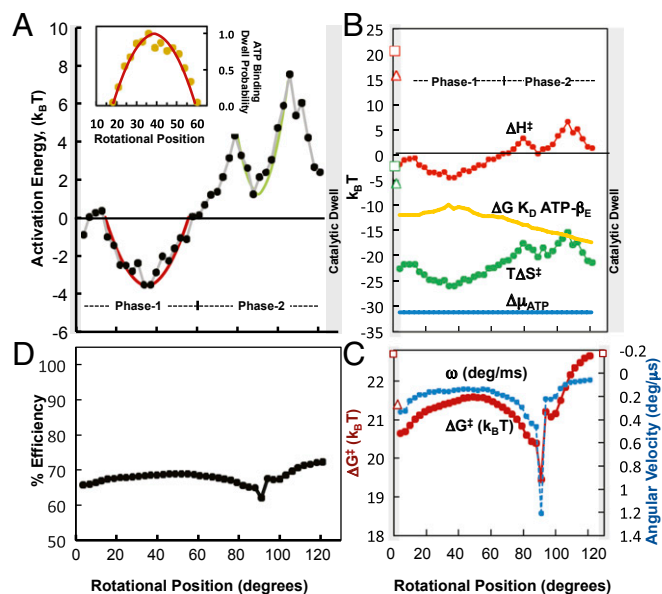 A
Activation Energy, (kBT)
10
8
6
4
2
0
-2
-4
-6
1.0
0.5
0.0
ATP Binding
Dwell Probability
10 20 30 40 50 60
Rotational Position
Phase-1
Phase-2
Catalytic Dwell
B
kBT
25
20
15
10
5
0
-5
-10
-15
-20
-25
-30
-35
Phase-1
Phase-2
ΔH‡
ΔG KD ATP-βE
TΔS‡
ΔμATP
Catalytic Dwell
D
% Efficiency
100
90
80
70
60
50
0 20 40 60 80 100 120
Rotational Position (degrees)
C
ΔG‡ (kBT)
22
21
20
19
18
ω (deg/ms)
ΔG‡ (kBT)
-0.2
0
0.2
0.4
0.6
0.8
1
1.2
1.4
Angular Velocity (deg/µs)
0 20 40 60 80 100 120
Rotational Position (degrees)